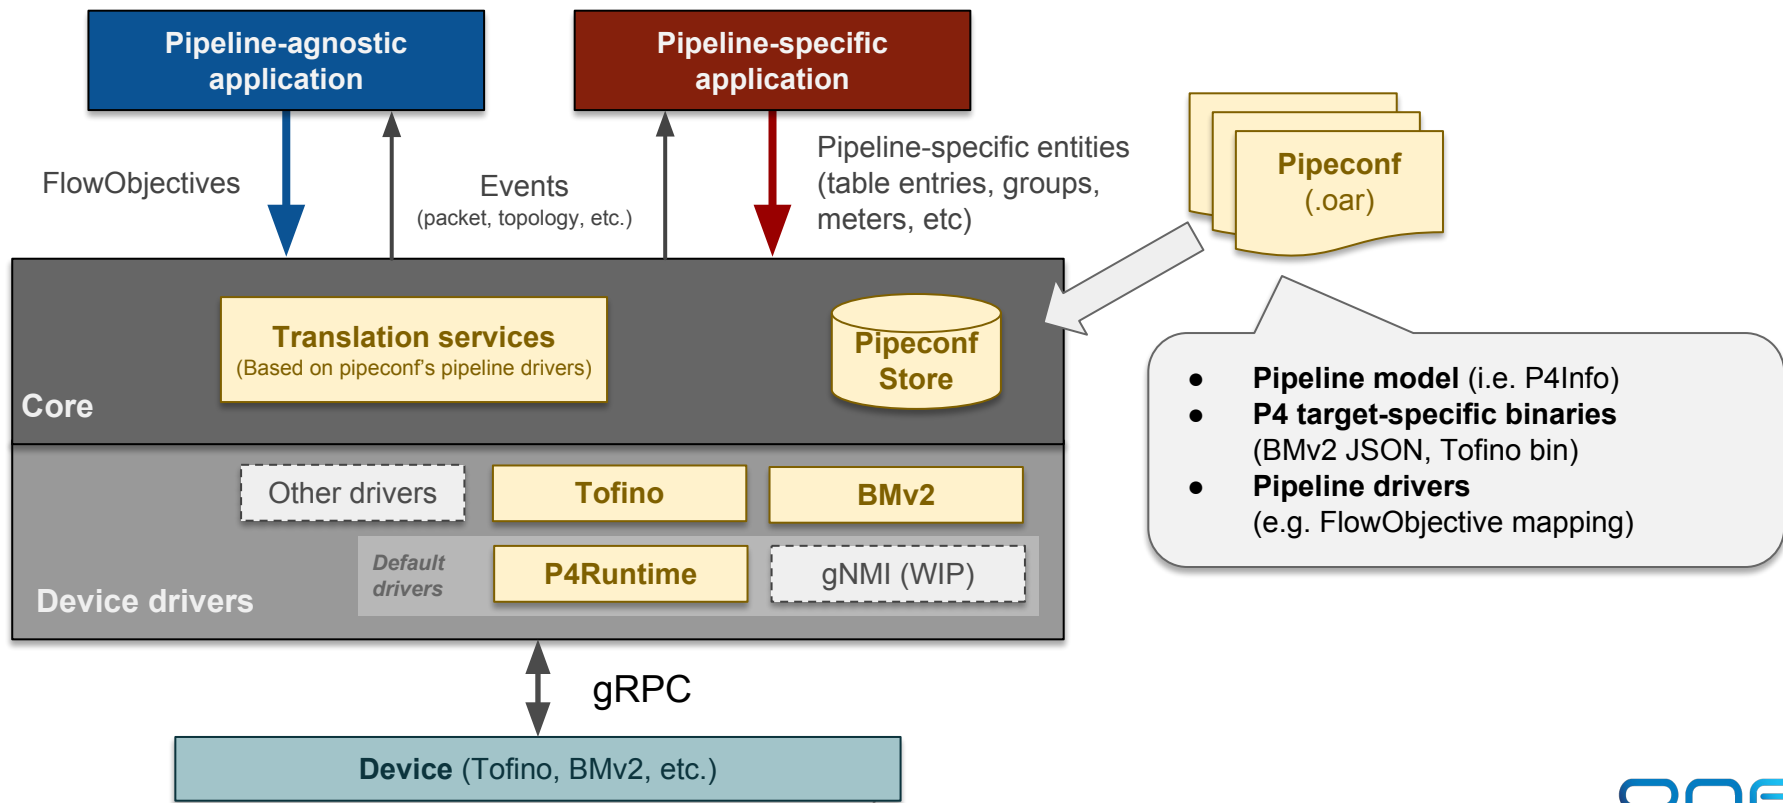 Pipeline-agnostic
application
Pipeline-specific
application
FlowObjectives
Events
(packet, topology, etc.)
Pipeline-specific entities
(table entries, groups,
meters, etc)
Pipeconf
(.oar)
Translation services
(Based on pipeconf's pipeline drivers)
Pipeconf
Store
Core
● Pipeline model (i.e. P4Info)
● P4 target-specific binaries
(BMv2 JSON, Tofino bin)
● Pipeline drivers
(e.g. FlowObjective mapping)
Other drivers
Tofino
BMv2
Default
drivers
P4Runtime
gNMI (WIP)
Device drivers
gRPC
Device (Tofino, BMv2, etc.)